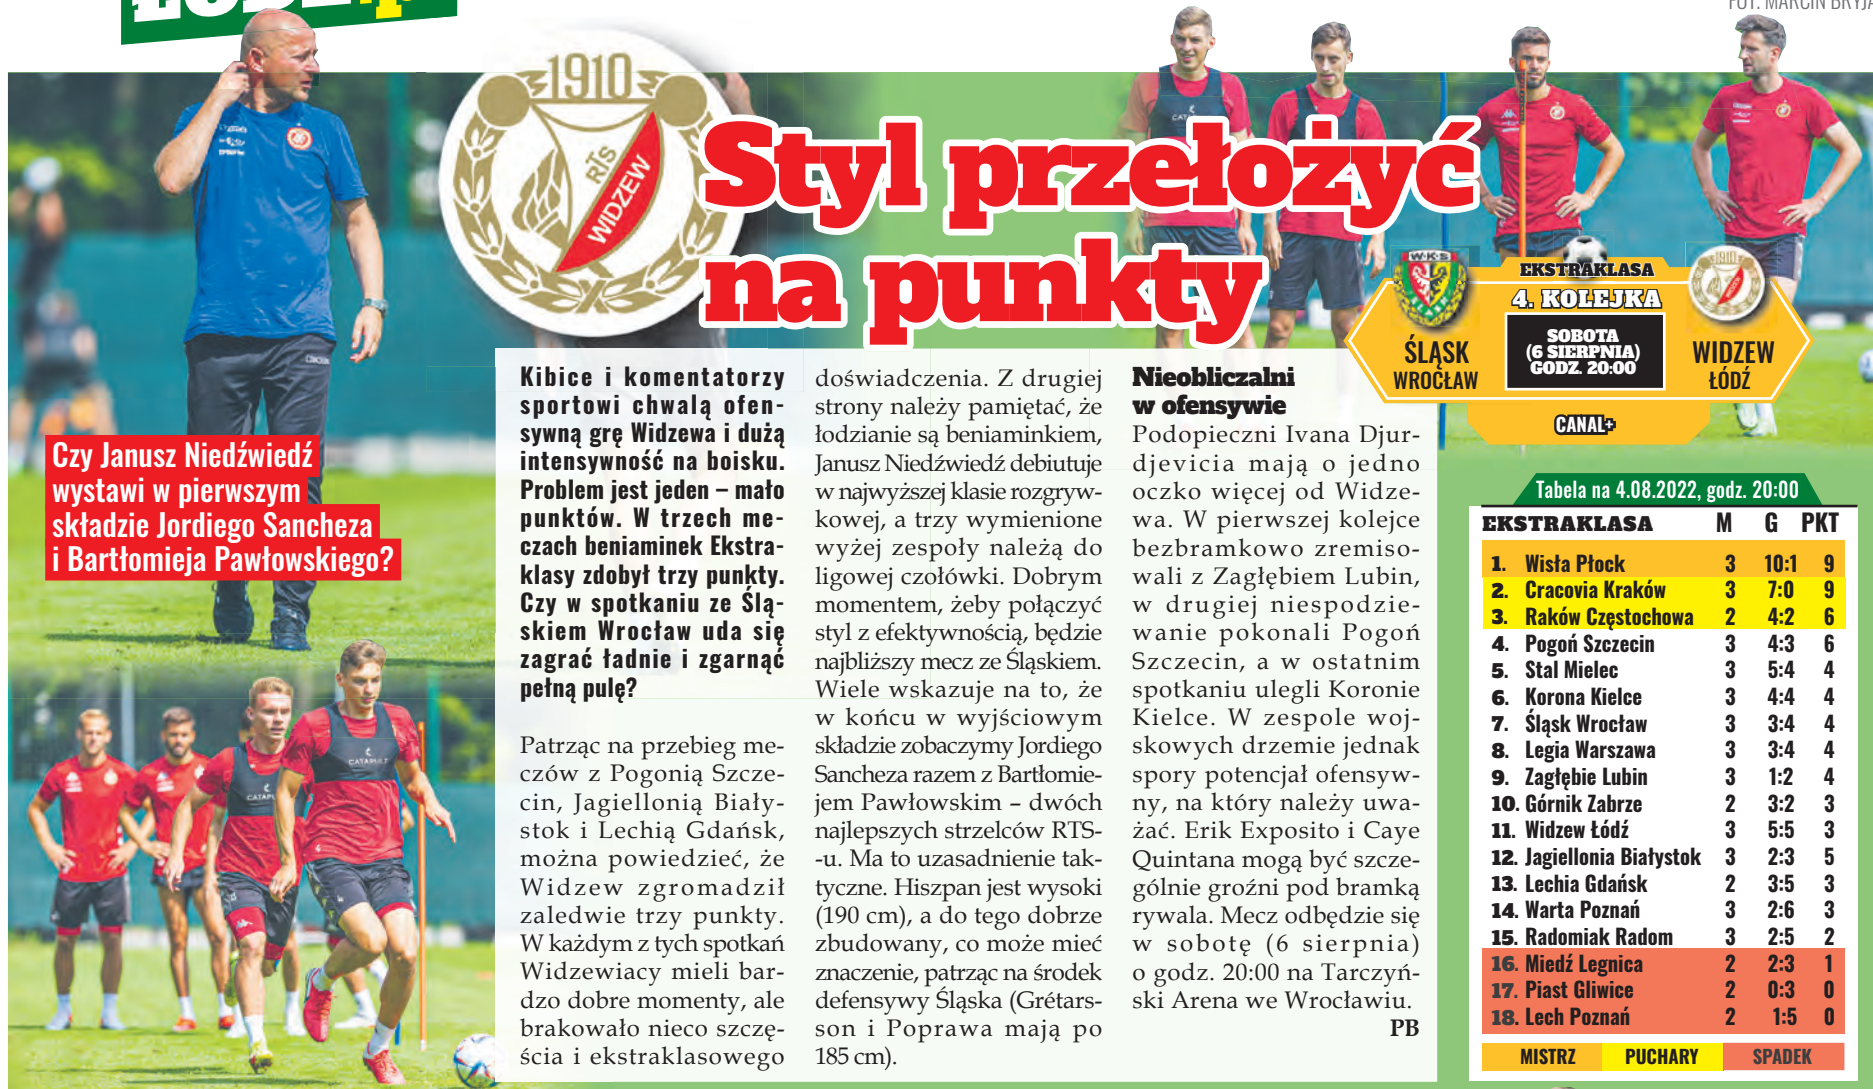 FOT. MARCIN BRYJA
1910
RTS
WIDZEW
Styl przełożyć
na punkty
CATAPULT
W·K·S
ŚLĄSK
WROCŁAW
EKSTRAKLASA
4. KOLEJKA
SOBOTA
(6 SIERPNIA)
GODZ. 20:00
WIDZEW
ŁÓDŹ
CANAL+
Czy Janusz Niedźwiedź
wystawi w pierwszym
składzie Jordiego Sancheza
i Bartłomieja Pawłowskiego?
Kibice i komentatorzy
sportowi chwalą ofen-
sywną grę Widzewa i dużą
intensywność na boisku.
Problem jest jeden – mało
punktów. W trzech me-
czach beniaminek Ekstra-
klasy zdobył trzy punkty.
Czy w spotkaniu ze Ślą-
skiem Wrocław uda się
zagrać ładnie i zgarnąć
pełną pulę?
Patrząc na przebieg me-
czów z Pogonią Szcze-
cin, Jagiellonią Biały-
stok i Lechią Gdańsk,
można powiedzieć, że
Widzew zgromadził
zaledwie trzy punkty.
W każdym z tych spotkań
Widzewiacy mieli bar-
dzo dobre momenty, ale
brakowało nieco szczę-
ścia i ekstraklasowego
doświadczenia. Z drugiej
strony należy pamiętać, że
łodzianie są beniaminkiem,
Janusz Niedźwiedź debiutuje
w najwyższej klasie rozgryw-
kowej, a trzy wymienione
wyżej zespoły należą do
ligowej czołówki. Dobrym
momentem, żeby połączyć
styl z efektywnością, będzie
najbliższy mecz ze Śląskiem.
Wiele wskazuje na to, że
w końcu w wyjściowym
składzie zobaczymy Jordiego
Sancheza razem z Bartłomie-
jem Pawłowskim – dwóch
najlepszych strzelców RTS-
-u. Ma to uzasadnienie tak-
tyczne. Hiszpan jest wysoki
(190 cm), a do tego dobrze
zbudowany, co może mieć
znaczenie, patrząc na środek
defensywy Śląska (Grétars-
son i Poprawa mają po
185 cm).
Nieobliczalni
w ofensywie
Podopieczni Ivana Djur-
djevicia mają o jedno
oczko więcej od Widze-
wa. W pierwszej kolejce
bezbramkowo zremiso-
wali z Zagłębiem Lubin,
w drugiej niespodzie-
wanie pokonali Pogoń
Szczecin, a w ostatnim
spotkaniu ulegli Koronie
Kielce. W zespole woj-
skowych drzemie jednak
spory potencjał ofensyw-
ny, na który należy uwa-
żać. Erik Exposito i Caye
Quintana mogą być szcze-
gólnie groźni pod bramką
rywala. Mecz odbędzie się
w sobotę (6 sierpnia)
o godz. 20:00 na Tarczyń-
ski Arena we Wrocławiu.
PB
Tabela na 4.08.2022, godz. 20:00
EKSTRAKLASA M G PKT
1. Wisła Płock 3 10:1 9
2. Cracovia Kraków 3 7:0 9
3. Raków Częstochowa 2 4:2 6
4. Pogoń Szczecin 3 4:3 6
5. Stal Mielec 3 5:4 4
6. Korona Kielce 3 4:4 4
7. Śląsk Wrocław 3 3:4 4
8. Legia Warszawa 3 3:4 4
9. Zagłębie Lubin 3 1:2 4
10. Górnik Zabrze 2 3:2 3
11. Widzew Łódź 3 5:5 3
12. Jagiellonia Białystok 3 2:3 5
13. Lechia Gdańsk 2 3:5 3
14. Warta Poznań 3 2:6 3
15. Radomiak Radom 3 2:5 2
16. Miedź Legnica 2 2:3 1
17. Piast Gliwice 2 0:3 0
18. Lech Poznań 2 1:5 0
MISTRZ PUCHARY SPADEK